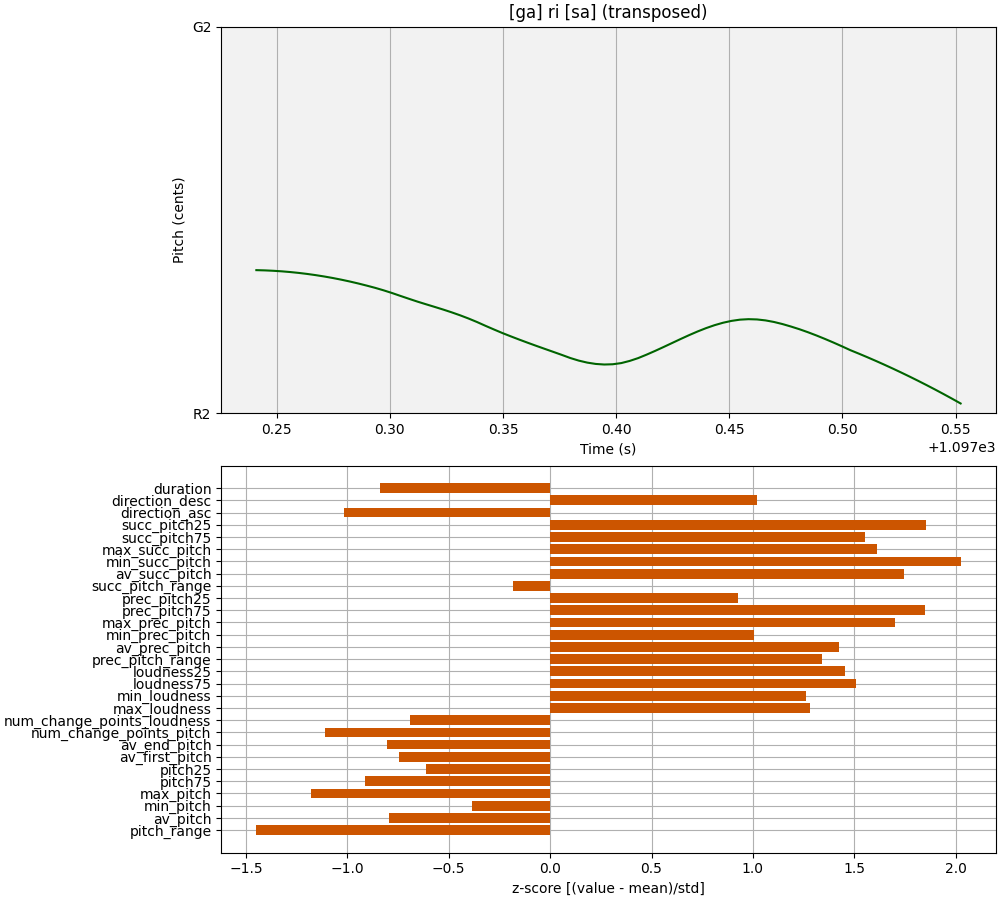 [ga] ri [sa] (transposed)
G2
Pitch (cents)
R2
0.25 0.30 0.35 0.40 0.45 0.50 0.55
Time (s)
+1.097e3
duration
direction_desc
direction_asc
succ_pitch25
succ_pitch75
max_succ_pitch
min_succ_pitch
av_succ_pitch
succ_pitch_range
prec_pitch25
prec_pitch75
max_prec_pitch
min_prec_pitch
av_prec_pitch
prec_pitch_range
loudness25
loudness75
min_loudness
max_loudness
num_change_points_loudness
num_change_points_pitch
av_end_pitch
av_first_pitch
pitch25
pitch75
max_pitch
min_pitch
av_pitch
pitch_range
−1.5 −1.0 −0.5 0.0 0.5 1.0 1.5 2.0
z-score [(value - mean)/std]